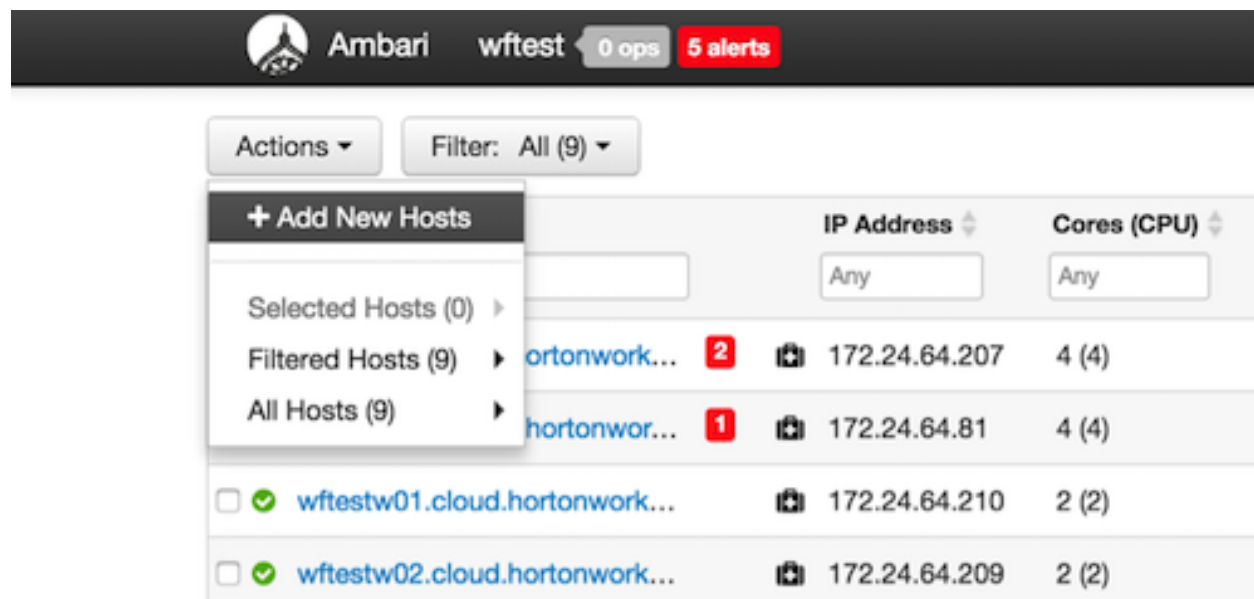 Ambari wftest 0 ops 5 alerts
Actions Filter: All (9)
+ Add New Hosts
IP Address Cores (CPU)
Any Any
Selected Hosts (0)
Filtered Hosts (9)
All Hosts (9)
ortonwork... 2 172.24.64.207 4 (4)
hortonwor... 1 172.24.64.81 4 (4)
wftestw01.cloud.hortonwork... 172.24.64.210 2 (2)
wftestw02.cloud.hortonwork... 172.24.64.209 2 (2)